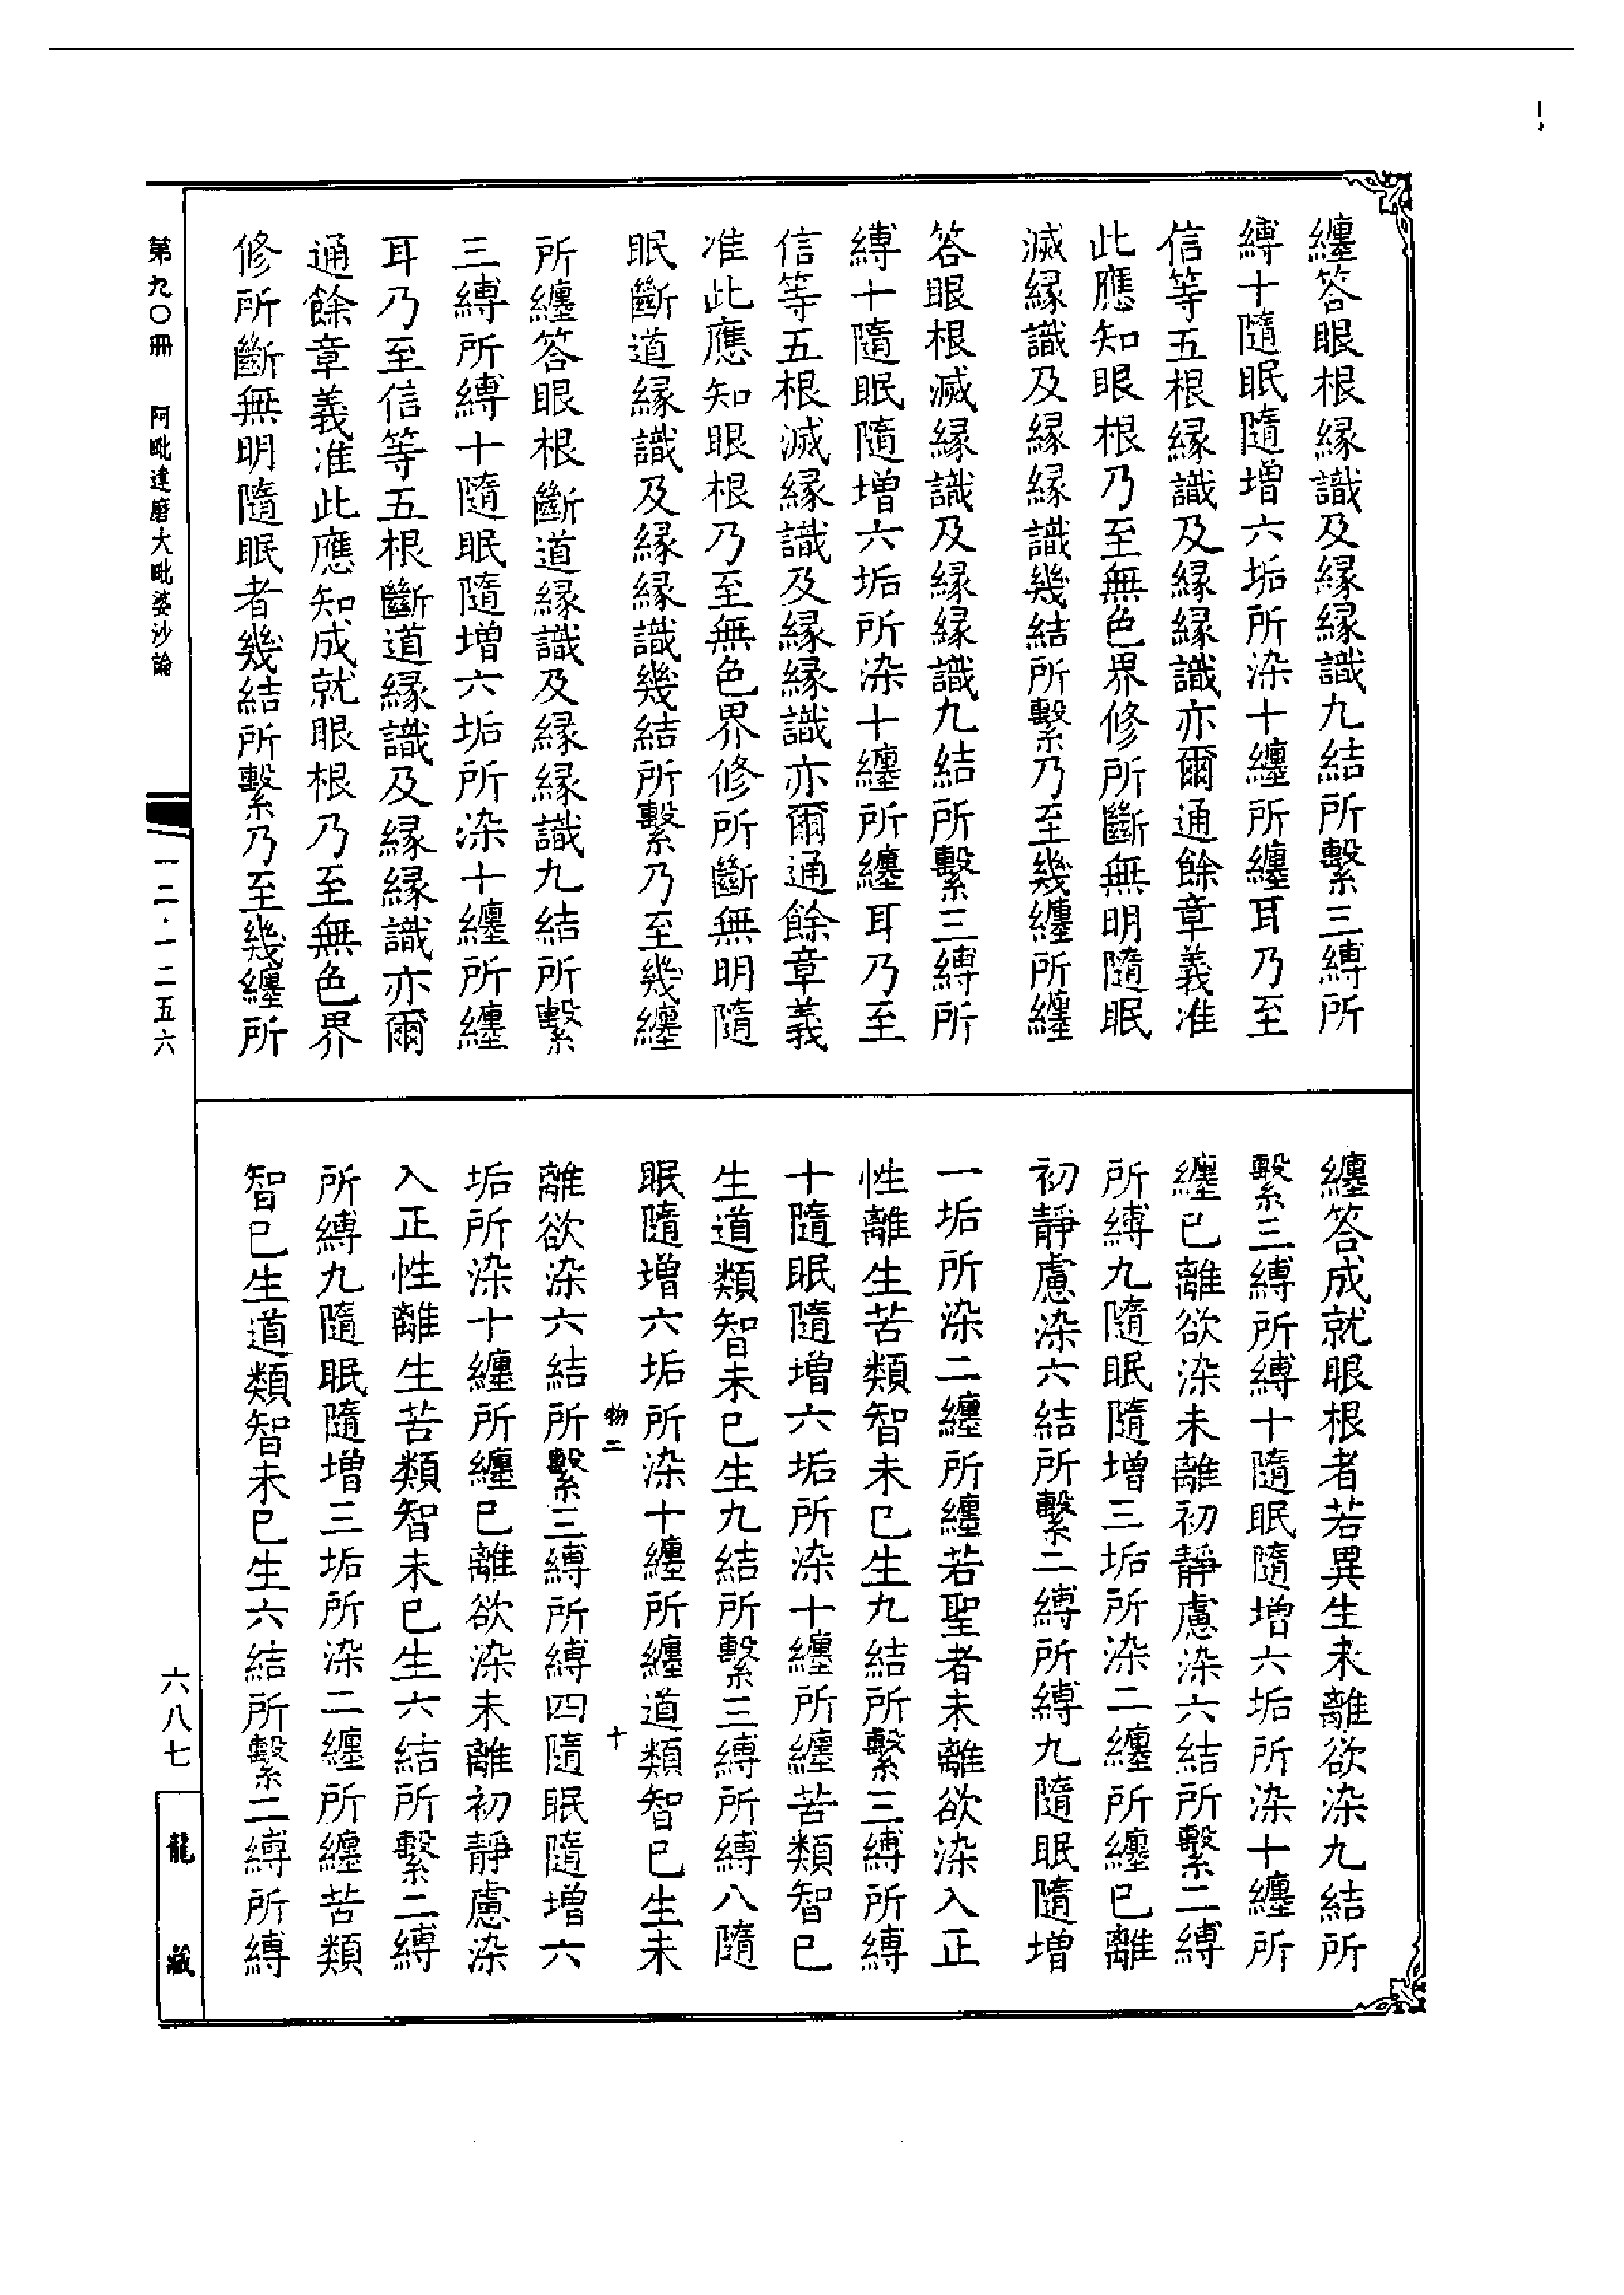 纏答眼根緣識及緣緣識九結所繫三縛所
縛十隨眠隨增六垢所染十纏所纏耳乃至
信等五根緣識及緣緣識亦爾通餘章義准
此應知眼根乃至無色界修所斷無明隨眠
滅緣識及緣緣識幾結所繫乃至幾纏所纏
答眼根滅緣識及緣緣識九結所繫三縛所
縛十隨眠隨增六垢所染十纏所纏耳乃至
信等五根滅緣識及緣緣識亦爾通餘章義
准此應知眼根乃至無色界修所斷無明隨
眠斷道緣識及緣緣識幾結所繫乃至幾纏
所纏答眼根斷道緣識及緣緣識九結所繫
三縛所縛十隨眠隨增六垢所染十纏所纏
耳乃至信等五根斷道緣識及緣緣識亦爾
通餘章義准此應知成就眼根乃至無色界
修所斷無明隨眠者幾結所繫乃至幾纏所
纏答成就眼根者若異生未離欲染九結所
繫三縛所縛十隨眠隨增六垢所染十纏所
纏已離欲染未離初靜慮染六結所繫二縛
所縛九隨眠隨增三垢所染二纏所纏已離
初靜慮染六結所繫二縛所縛九隨眠隨增
一垢所染二纏所纏若聖者未離欲染入正
性離生苦類智未已生九結所繫三縛所縛
十隨眠隨增六垢所染十纏所纏苦類智已
生道類智未已生九結所繫三縛所縛八隨
眠隨增六垢所染十纏所纏道類智已生未
物二 十
離欲染六結所繫三縛所縛四隨眠隨增六
垢所染十纏所纏已離欲染未離初靜慮染
入正性離生苦類智未已生六結所繫二縛
所縛九隨眠隨增三垢所染二纏所纏苦類
智已生道類智未已生六結所繫二縛所縛
第九〇冊 阿毗達磨大毗婆沙論
一二·一二五六
六八七
龍藏